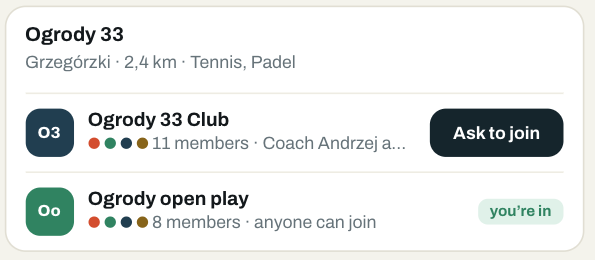 Ogrody 33
Grzegórzki · 2,4 km · Tennis, Padel
O3
Ogrody 33 Club
11 members · Coach Andrzej a...
Ask to join
Oo
Ogrody open play
8 members · anyone can join
you're in